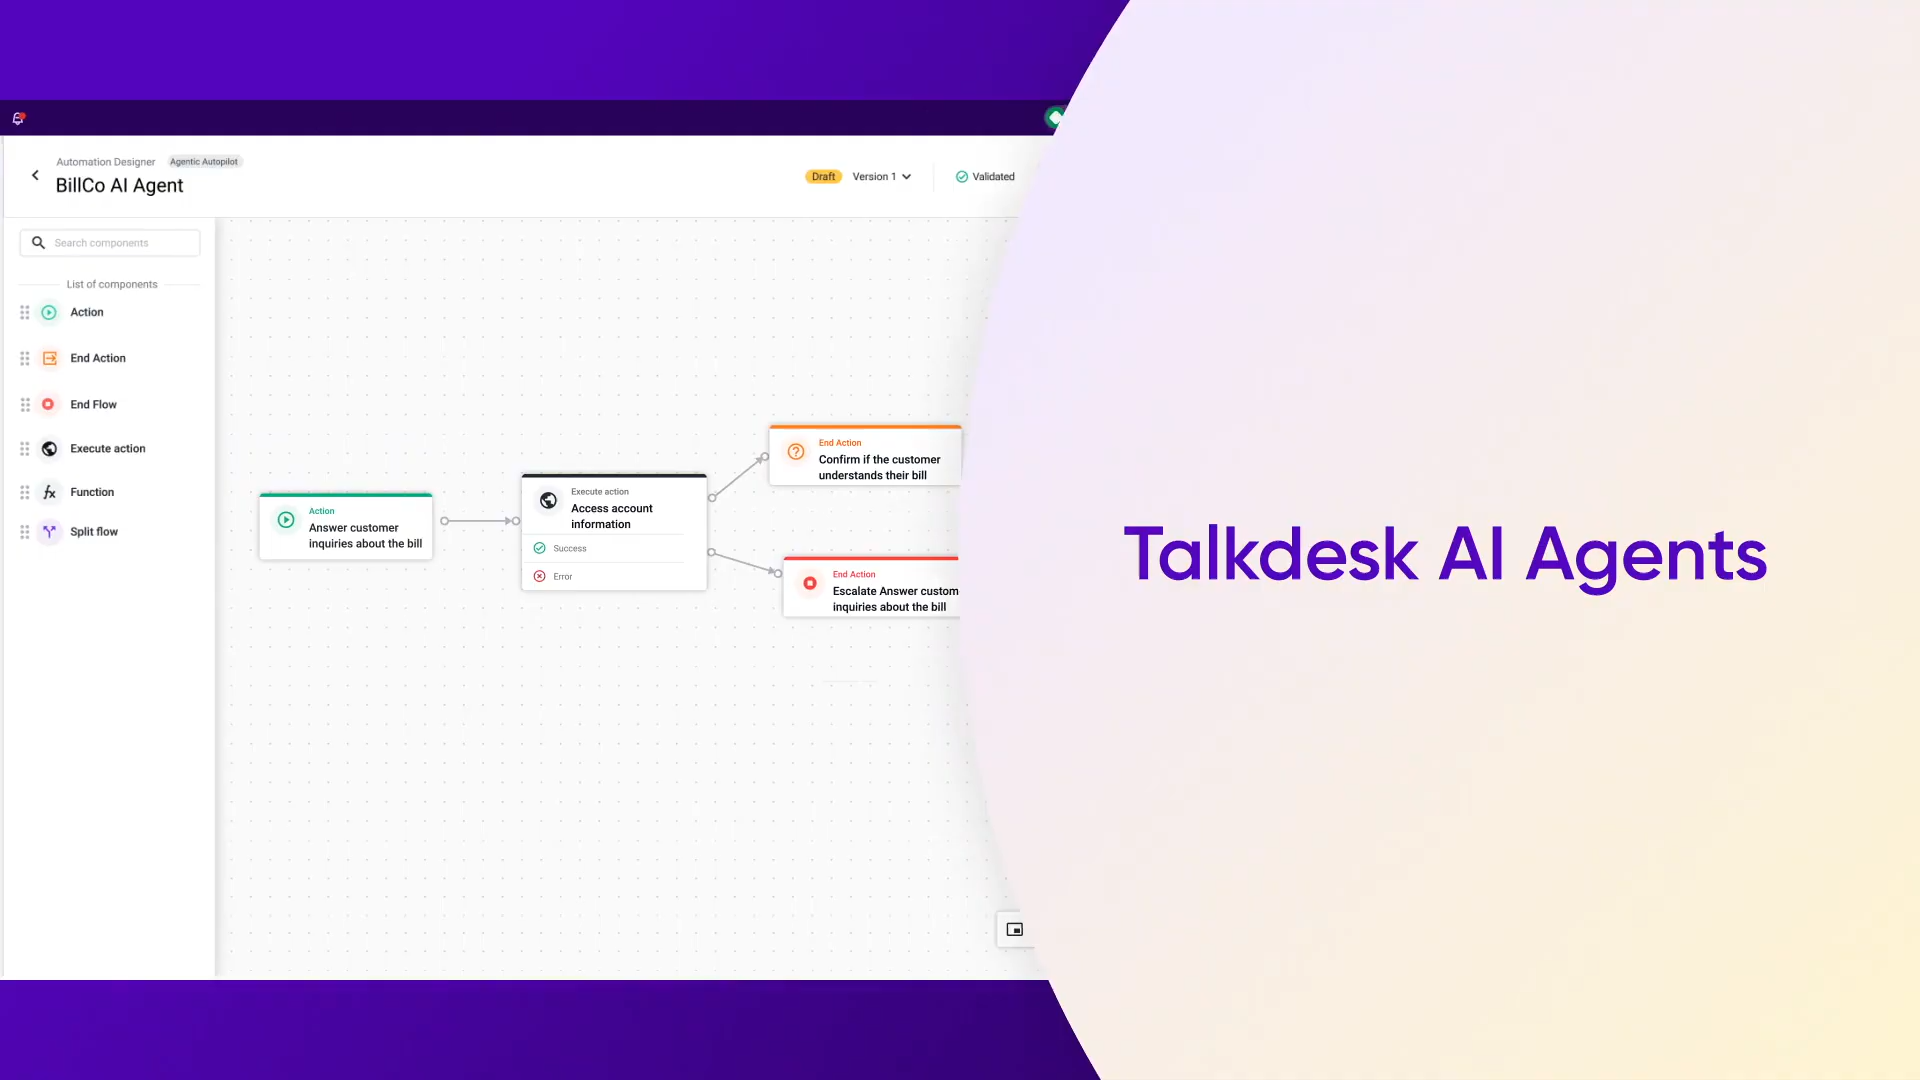 Automation Designer Agentic Autopilot
BillCo AI Agent
Draft Version 1 Validated
Search components
List of components
Action
End Action
End Flow
Execute action
fx Function
Split flow
Action
Answer customer
inquiries about the bill
Execute action
Access account
information
Success
Error
End Action
Confirm if the customer
understands their bill
End Action
Escalate Answer custom
inquiries about the bill
Talkdesk AI Agents